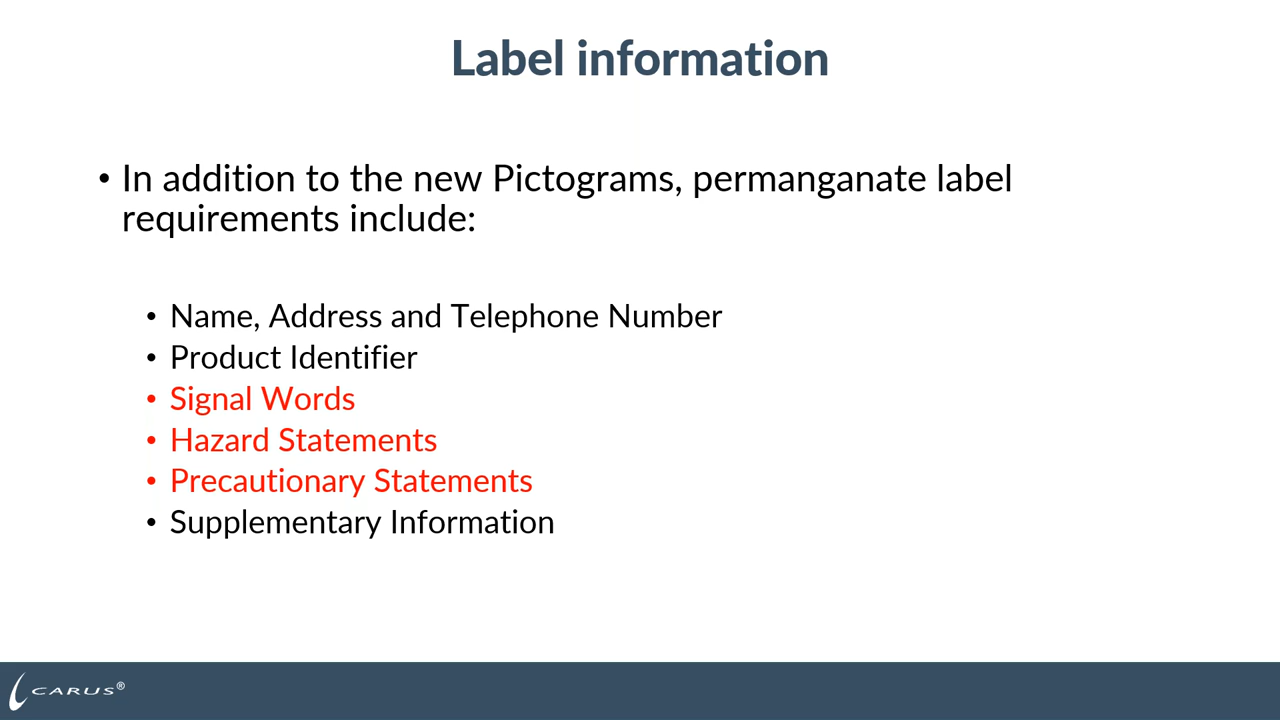 Label information
• In addition to the new Pictograms, permanganate label
requirements include:
• Name, Address and Telephone Number
• Product Identifier
• Signal Words
• Hazard Statements
• Precautionary Statements
• Supplementary Information
CARUS®